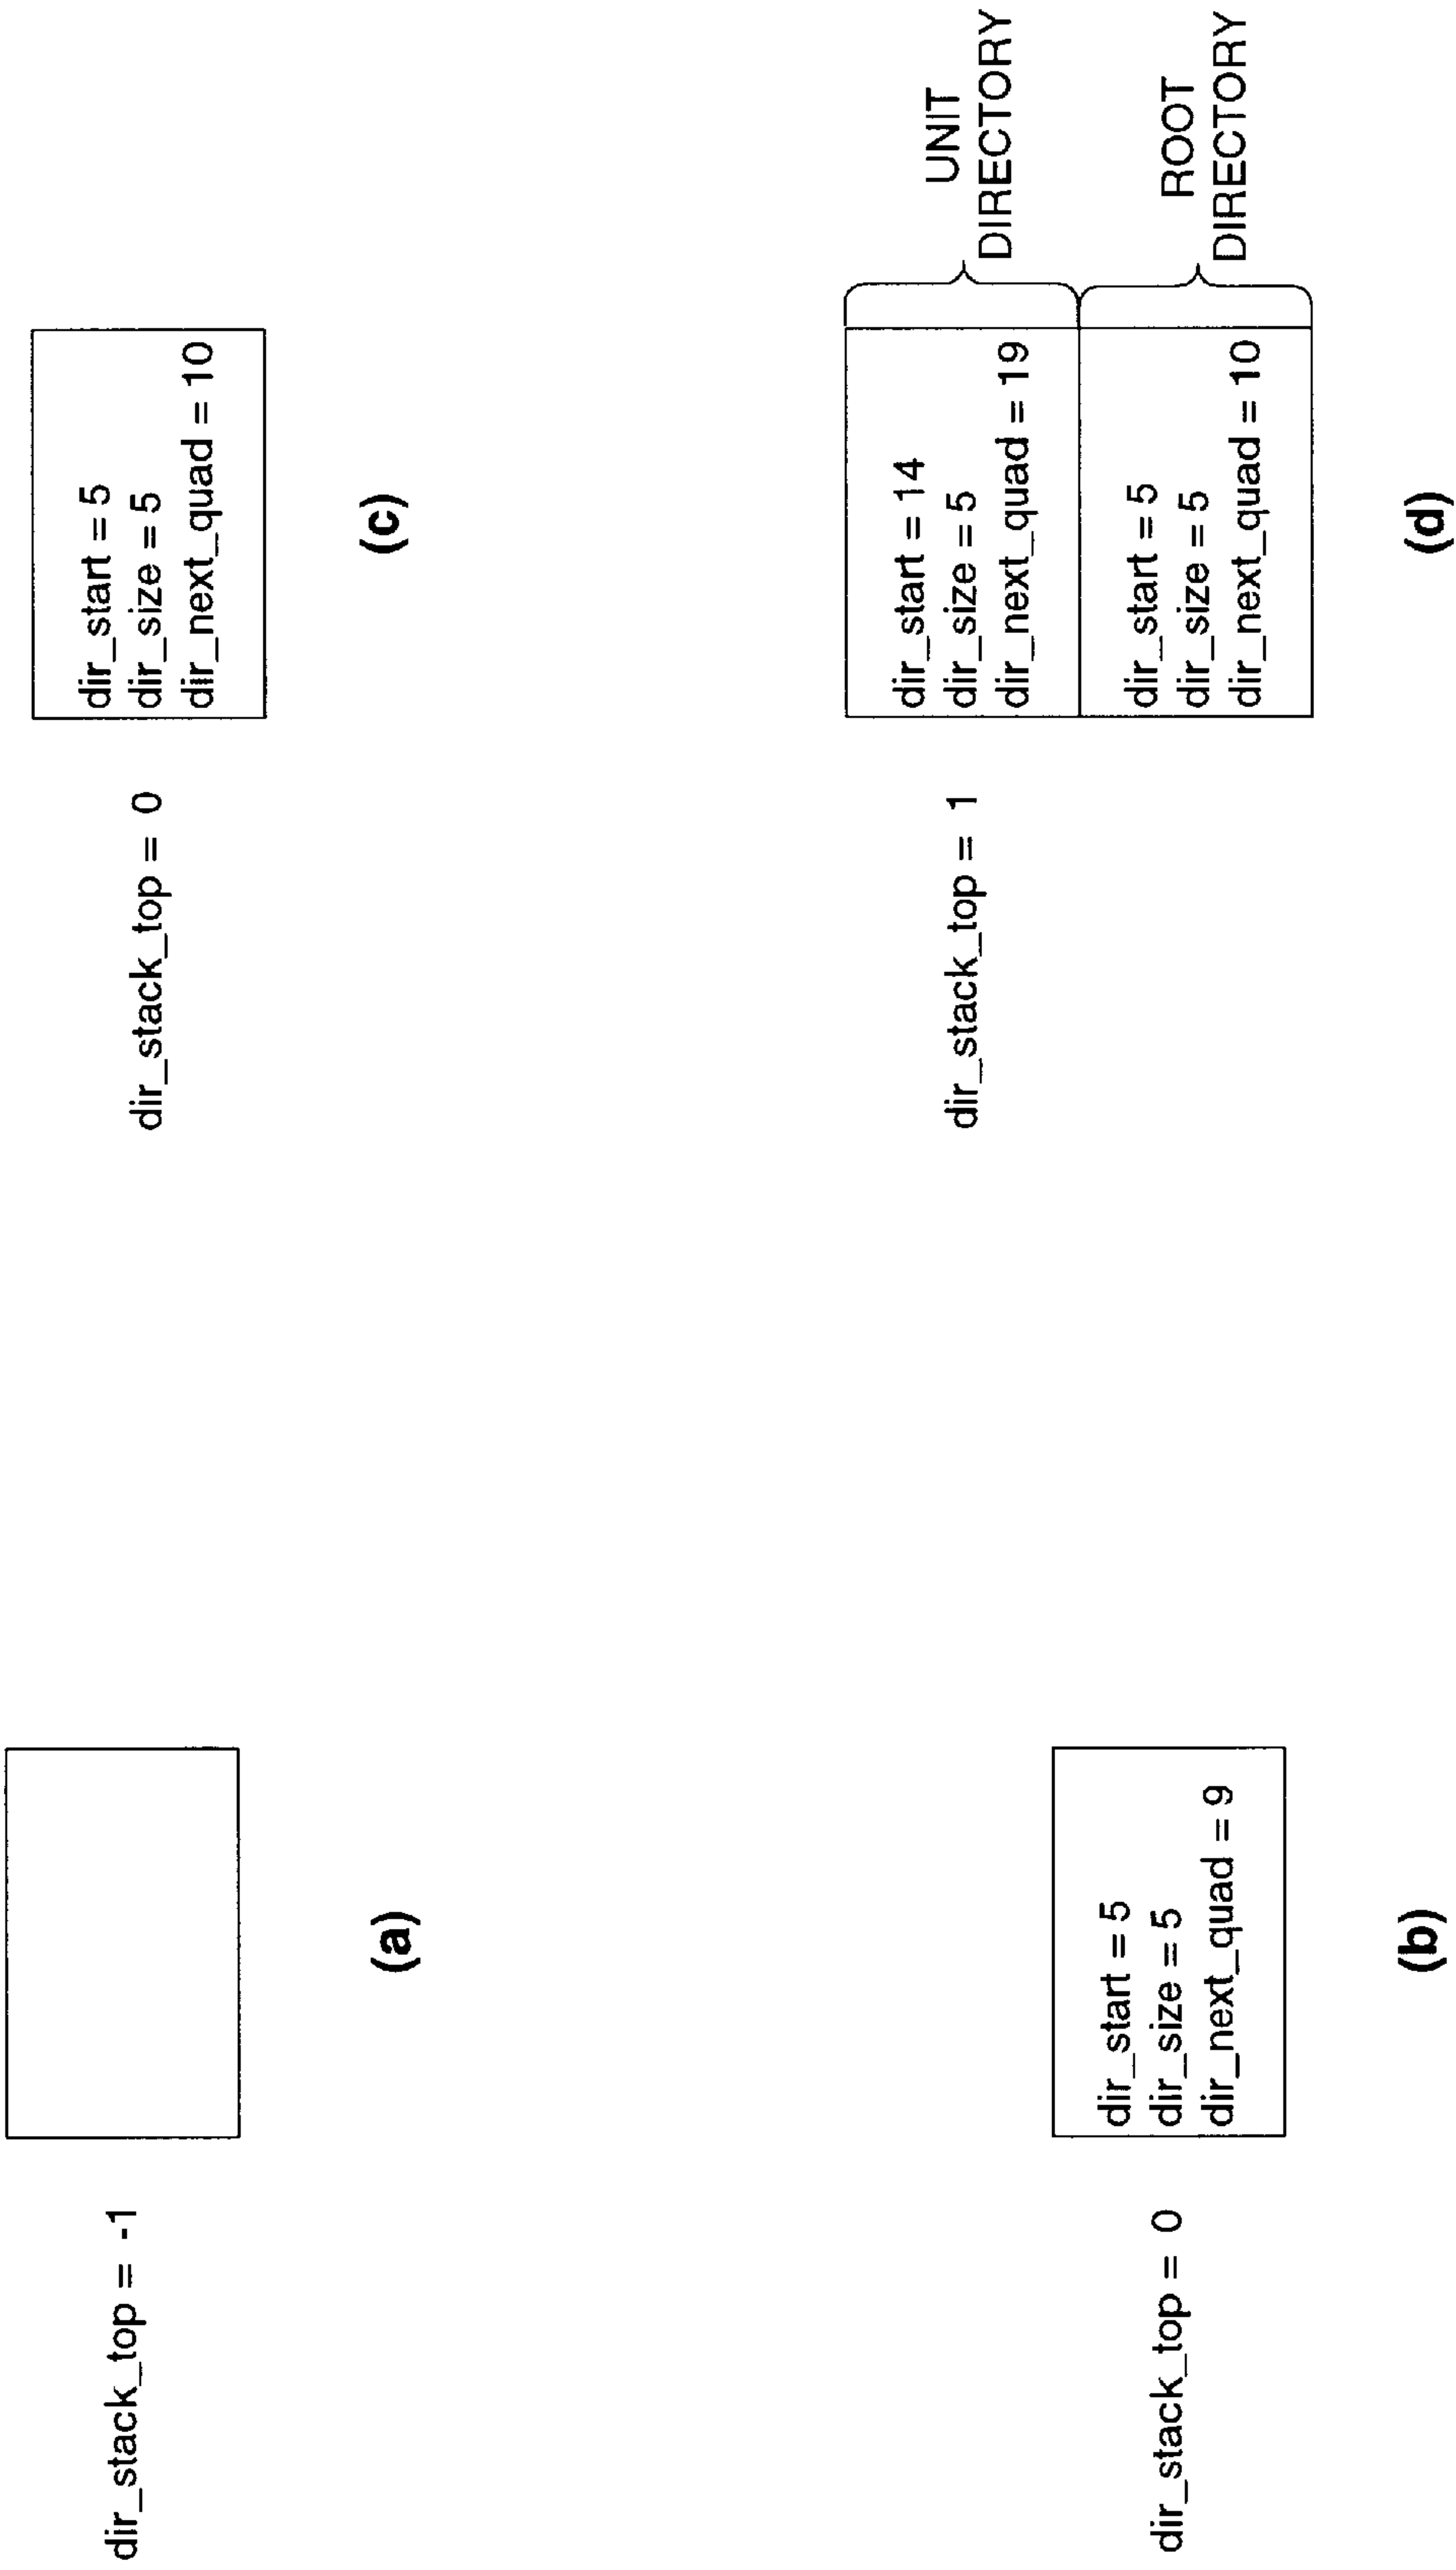 dir_stack_top = -1
(a)
dir_stack_top = 0
dir_start = 5
dir_size = 5
dir_next_quad = 9
(b)
dir_stack_top = 0
dir_start = 5
dir_size = 5
dir_next_quad = 10
(c)
dir_stack_top = 1
dir_start = 14
dir_size = 5
dir_next_quad = 19
UNIT
DIRECTORY
dir_start = 5
dir_size = 5
dir_next_quad = 10
ROOT
DIRECTORY
(d)